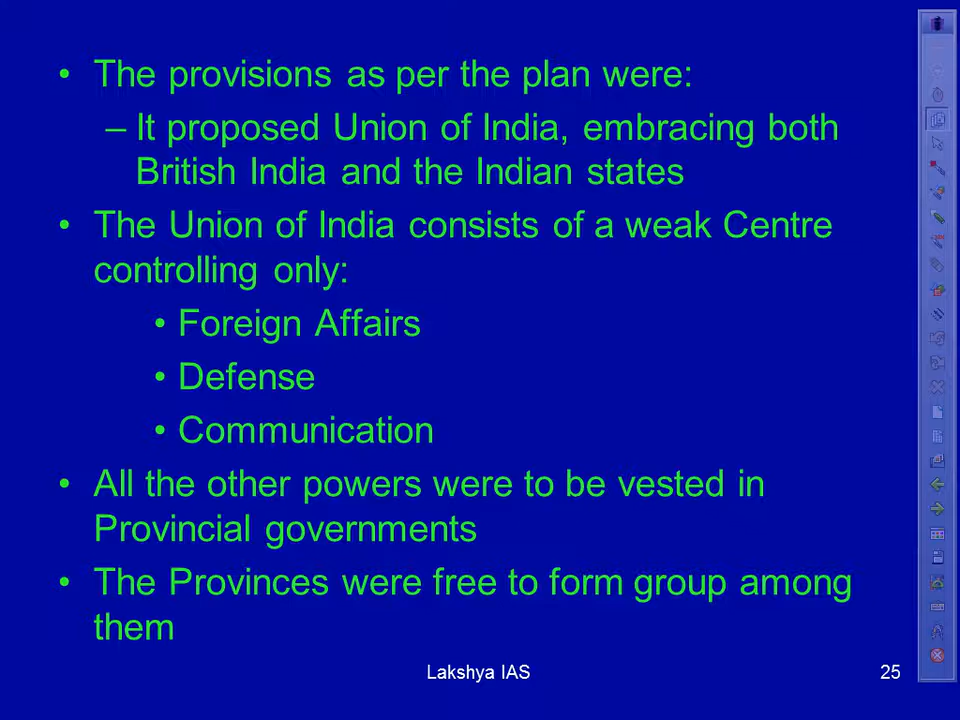 • The provisions as per the plan were:
– It proposed Union of India, embracing both
British India and the Indian states
• The Union of India consists of a weak Centre
controlling only:
• Foreign Affairs
• Defense
• Communication
• All the other powers were to be vested in
Provincial governments
• The Provinces were free to form group among
them
Lakshya IAS
25